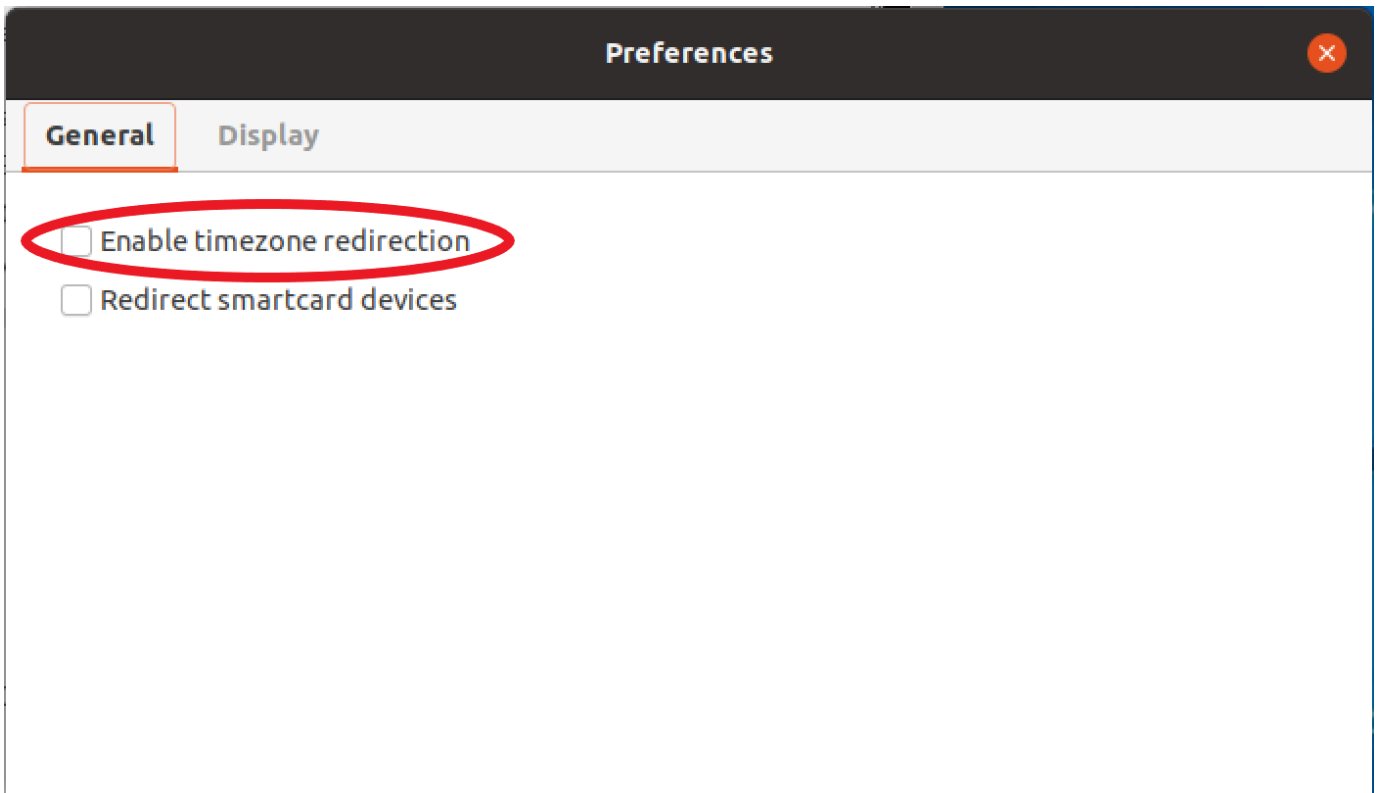 Preferences
General Display
Enable timezone redirection
Redirect smartcard devices